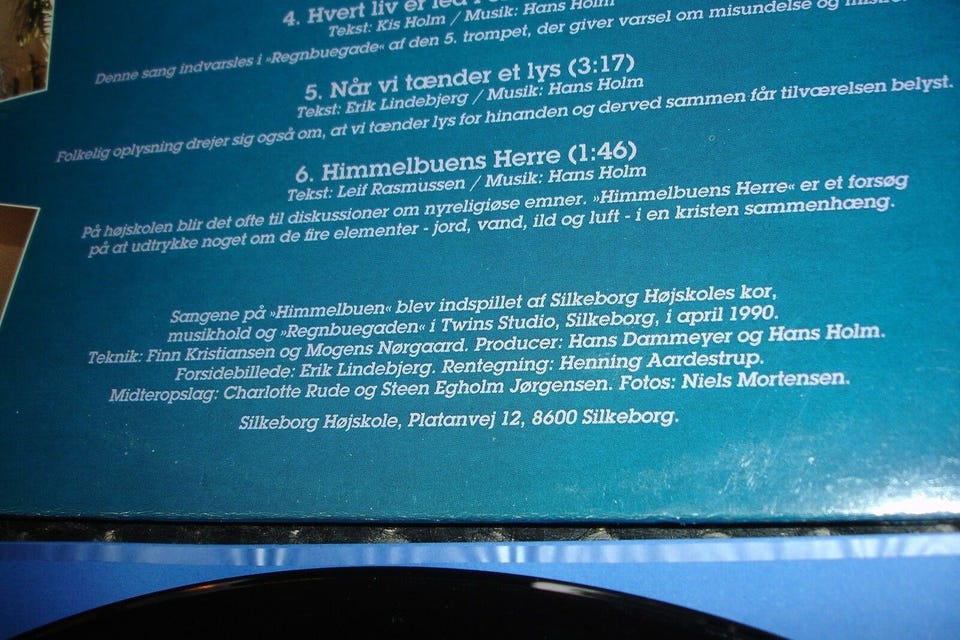 4. Hvert liv er
Tekst: Kis Holm / Musik: Hans Holm
Denne sang indvarsles i »Regnbuegade« af den 5. trompet, der giver varsel om misundelse og
5. Når vi tænder et lys (3:17)
Tekst: Erik Lindebjerg / Musik: Hans Holm
Folkelig oplysning drejer sig også om, at vi tænder lys for hinanden og derved sammen får tilværelsen belyst.
6. Himmelbuens Herre (1:46)
Tekst: Leif Rasmussen / Musik: Hans Holm
På højskolen blir det ofte til diskussioner om nyreligiøse emner. »Himmelbuens Herre« er et forsøg
på at udtrykke noget om de fire elementer - jord, vand, ild og luft - i en kristen sammenhæng.
Sangene på »Himmelbuen« blev indspillet af Silkeborg Højskoles kor,
musikhold og »Regnbuegaden« i Twins Studio, Silkeborg, i april 1990.
Teknik: Finn Kristiansen og Mogens Nørgaard. Producer: Hans Dammeyer og Hans Holm.
Forsidebillede: Erik Lindebjerg. Rentegning: Henning Aardestrup.
Midteropslag: Charlotte Rude og Steen Egholm Jørgensen. Fotos: Niels Mortensen.
Silkeborg Højskole, Platanvej 12, 8600 Silkeborg.